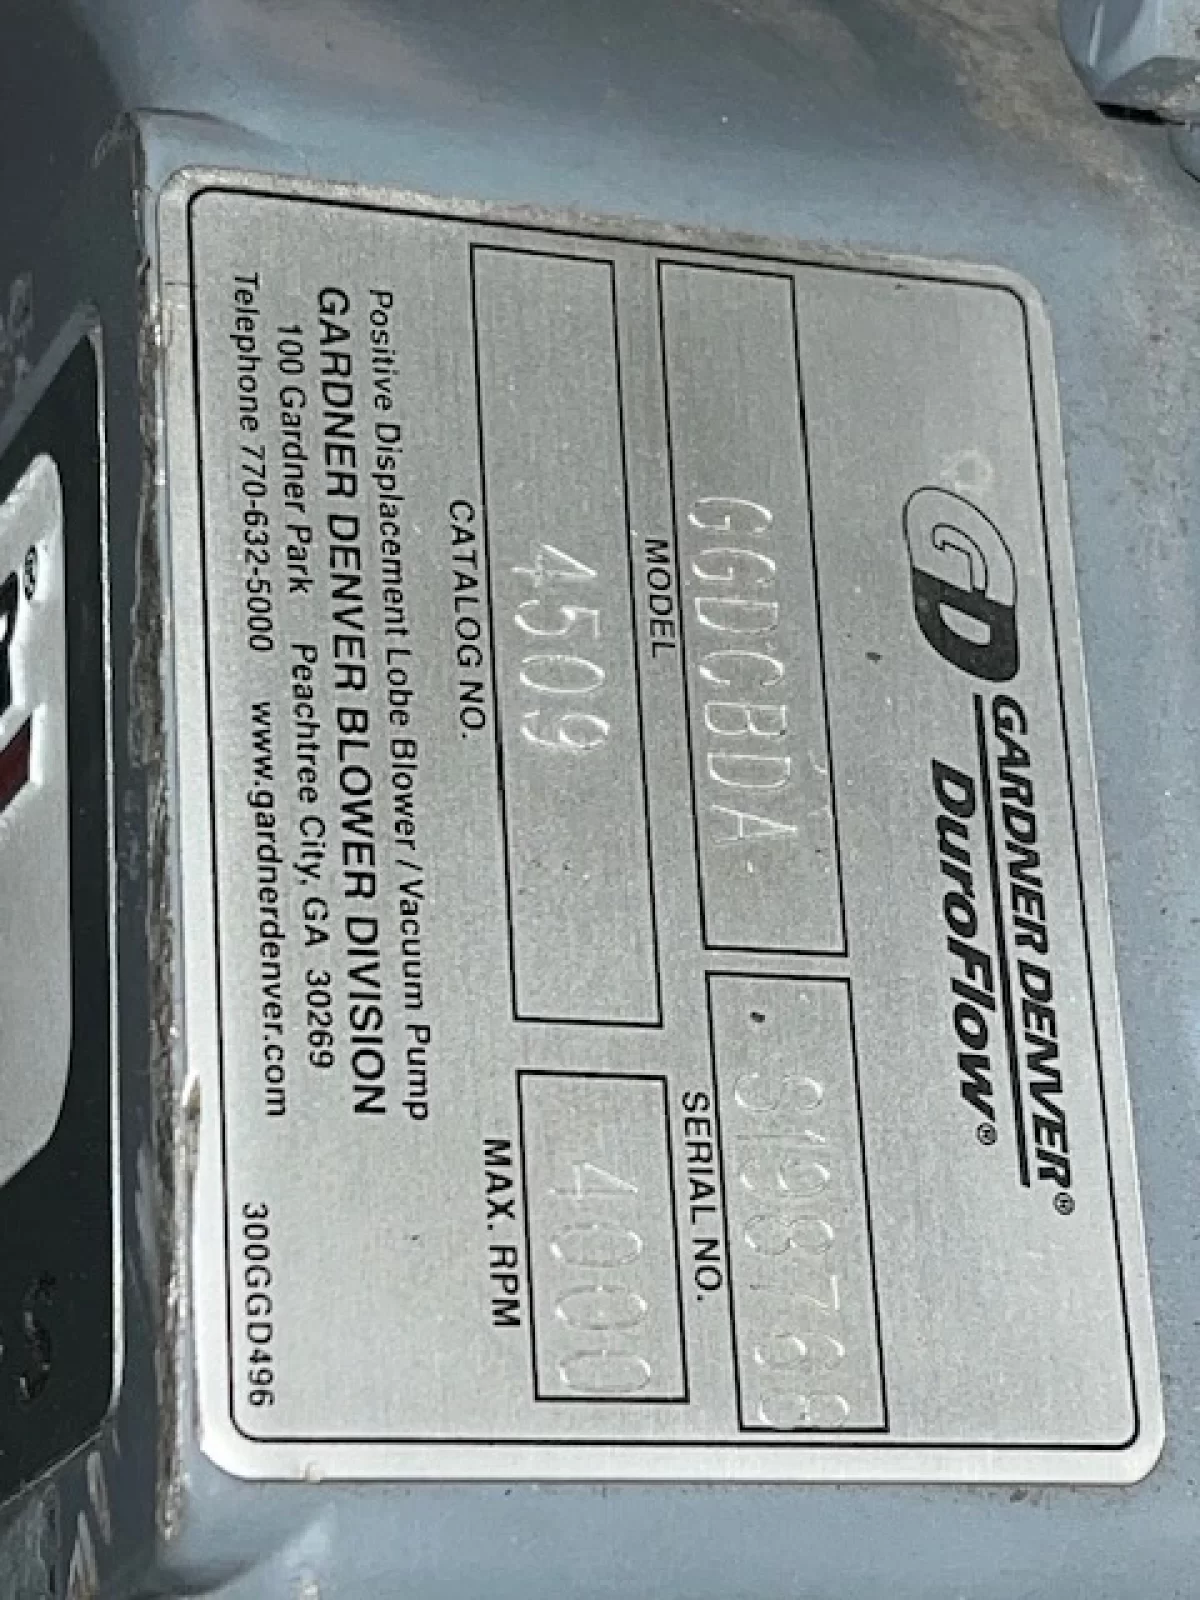 GD GARDNER DENVER®
DuroFlow®
GGDCBDA
MODEL
S198768
SERIAL NO.
4509
CATALOG NO.
4000
MAX. RPM
Positive Displacement Lobe Blower / Vacuum Pump
GARDNER DENVER BLOWER DIVISION
100 Gardner Park Peachtree City, GA 30269
Telephone 770-632-5000 www.gardnerdenver.com
300GGD496